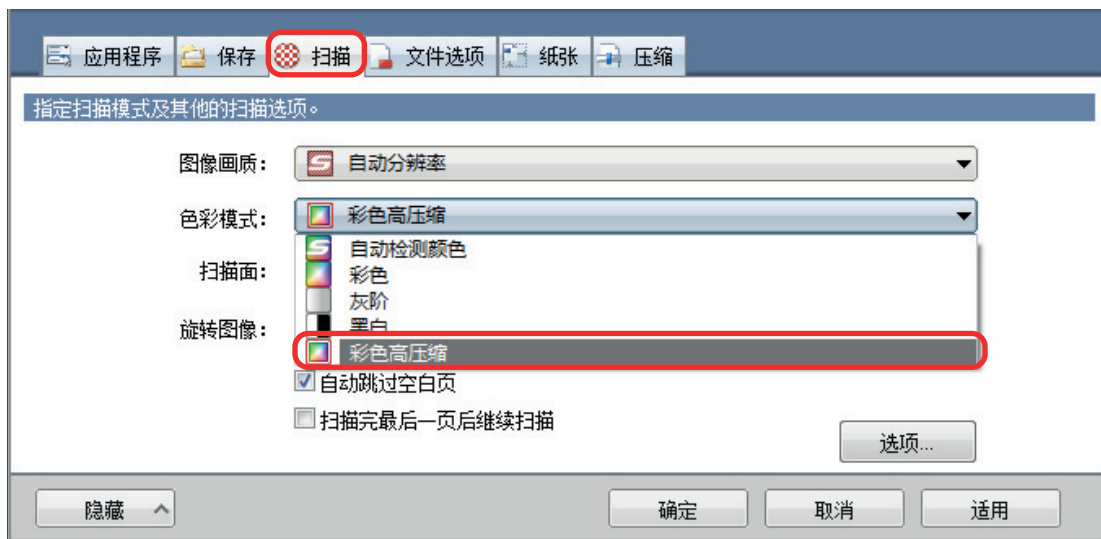 应用程序 保存 扫描 文件选项 纸张 压缩
指定扫描模式及其他的扫描选项。
图像画质: 自动分辨率
色彩模式: 彩色高压缩
自动检测颜色
扫描面: 彩色
灰阶
旋转图像: 黑白
彩色高压缩
自动跳过空白页
扫描完最后一页后继续扫描
选项...
隐藏 确定 取消 适用